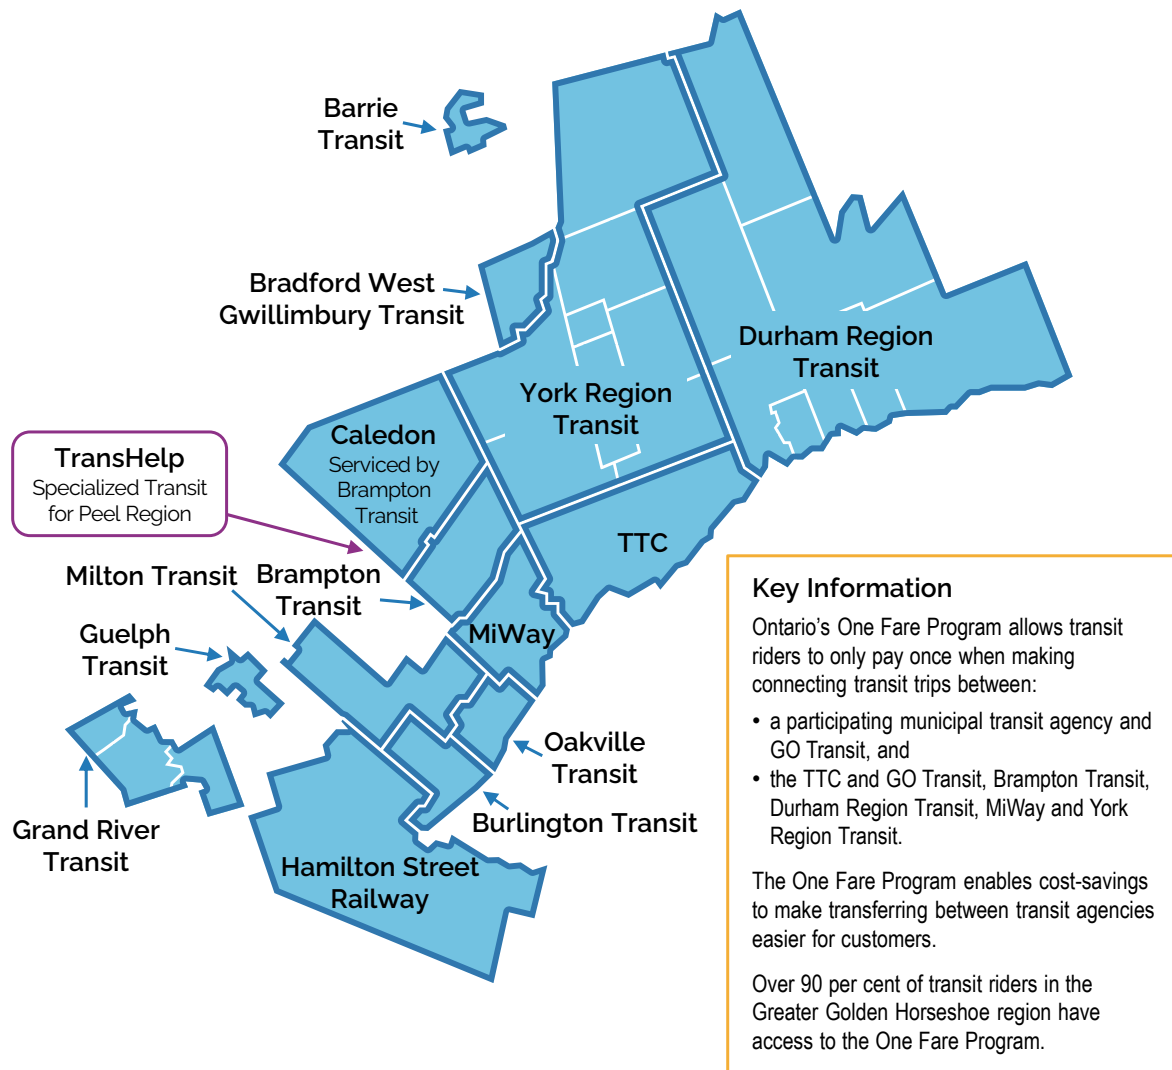 Barrie
Transit
Bradford West
Gwillimbury Transit
Durham Region
Transit
York Region
Transit
Caledon
Serviced by
Brampton
Transit
TransHelp
Specialized Transit
for Peel Region
TTC
Milton Transit
Brampton
Transit
MiWay
Guelph
Transit
Oakville
Transit
Burlington Transit
Grand River
Transit
Hamilton Street
Railway
Key Information
Ontario’s One Fare Program allows transit
riders to only pay once when making
connecting transit trips between:
• a participating municipal transit agency and
GO Transit, and
• the TTC and GO Transit, Brampton Transit,
Durham Region Transit, MiWay and York
Region Transit.
The One Fare Program enables cost-savings
to make transferring between transit agencies
easier for customers.
Over 90 per cent of transit riders in the
Greater Golden Horseshoe region have
access to the One Fare Program.